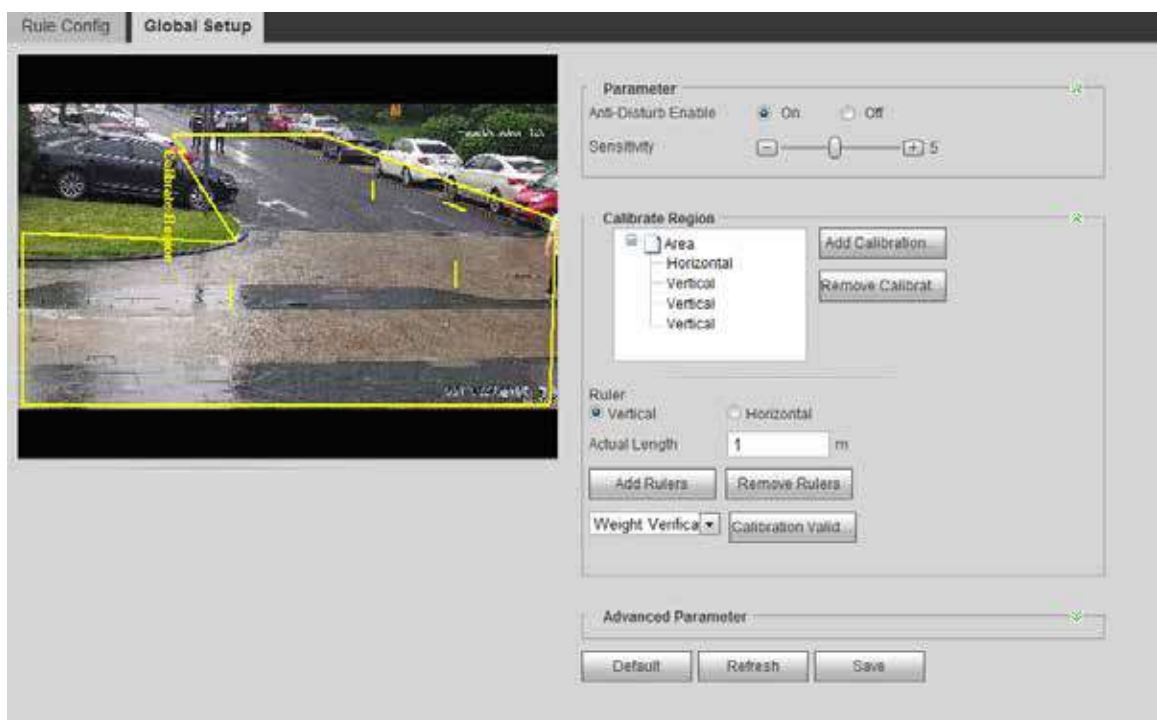 Rule Config Global Setup
Calibrate Region
Parameter
Anti-Disturb Enable On Off
Sensitivity 5
Calibrate Region
Area
Horizontal
Vertical
Vertical
Vertical
Add Calibration...
Remove Calibrat...
Ruler
Vertical Horizontal
Actual Length 1 m
Add Rulers Remove Rulers
Weight Verifica Calibration Valid...
Advanced Parameter
Default Refresh Save